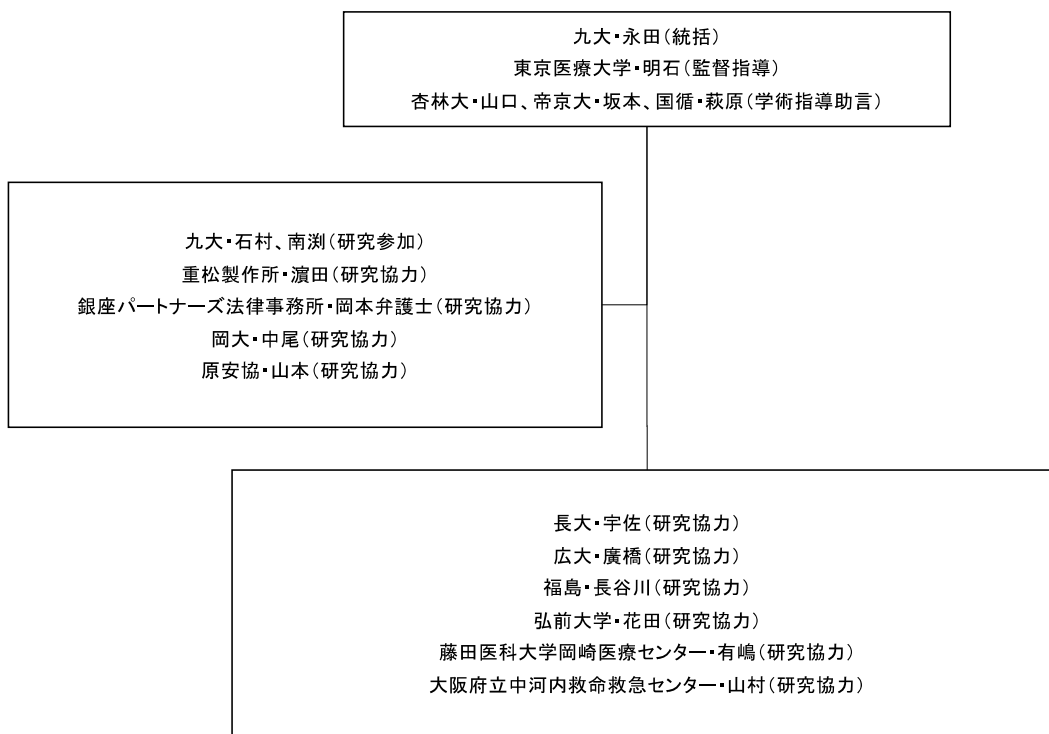 九大・永田(統括)
東京医療大学・明石(監督指導)
杏林大・山口、帝京大・坂本、国循・萩原(学術指導助言)
九大・石村、南渕(研究参加)
重松製作所・濵田(研究協力)
銀座パートナーズ法律事務所・岡本弁護士(研究協力)
岡大・中尾(研究協力)
原安協・山本(研究協力)
長大・宇佐(研究協力)
広大・廣橋(研究協力)
福島・長谷川(研究協力)
弘前大学・花田(研究協力)
藤田医科大学岡崎医療センター・有嶋(研究協力)
大阪府立中河内救命救急センター・山村(研究協力)